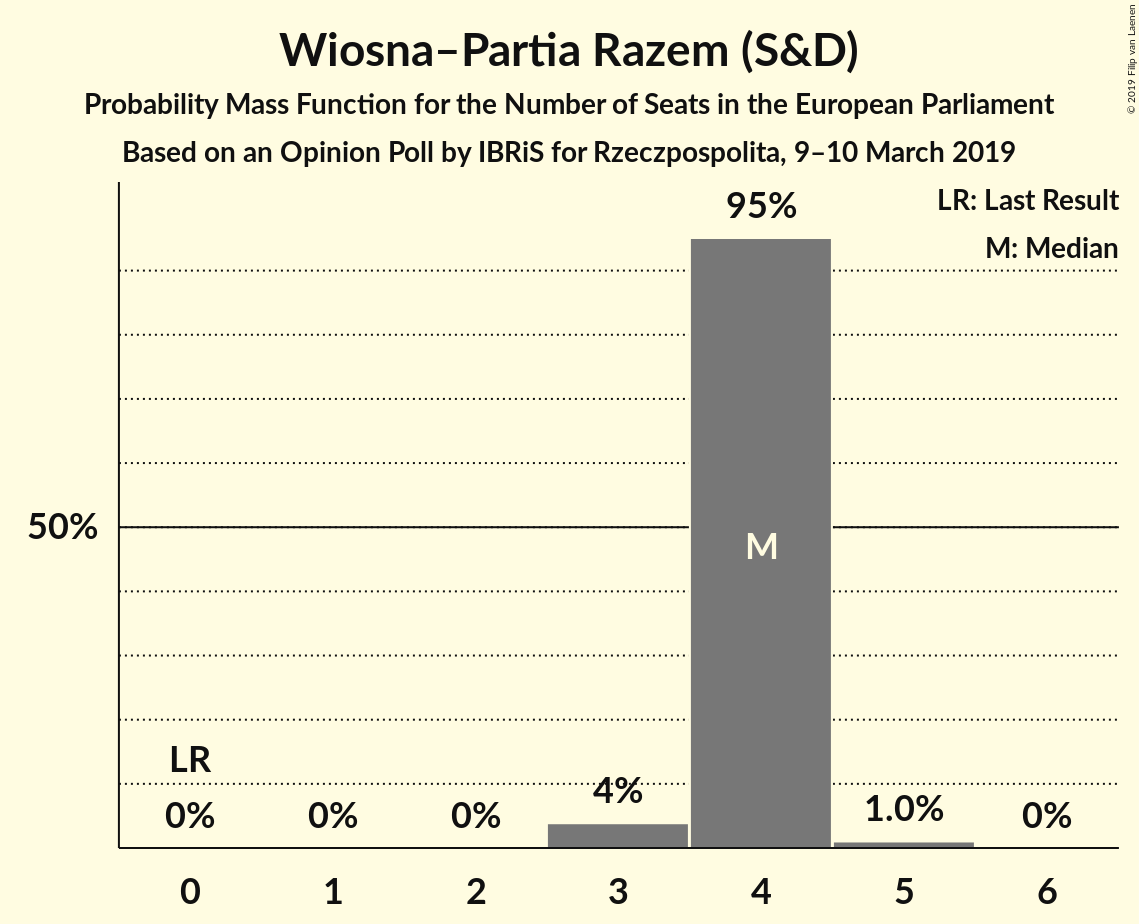 Wiosna–Partia Razem (S&D)
Probability Mass Function for the Number of Seats in the European Parliament
Based on an Opinion Poll by IBRiS for Rzeczpospolita, 9–10 March 2019
© 2019 Filip van Laenen
LR: Last Result
M: Median
95%
50%
M
LR
0%
0%
0%
4%
1.0%
0%
0
1
2
3
4
5
6